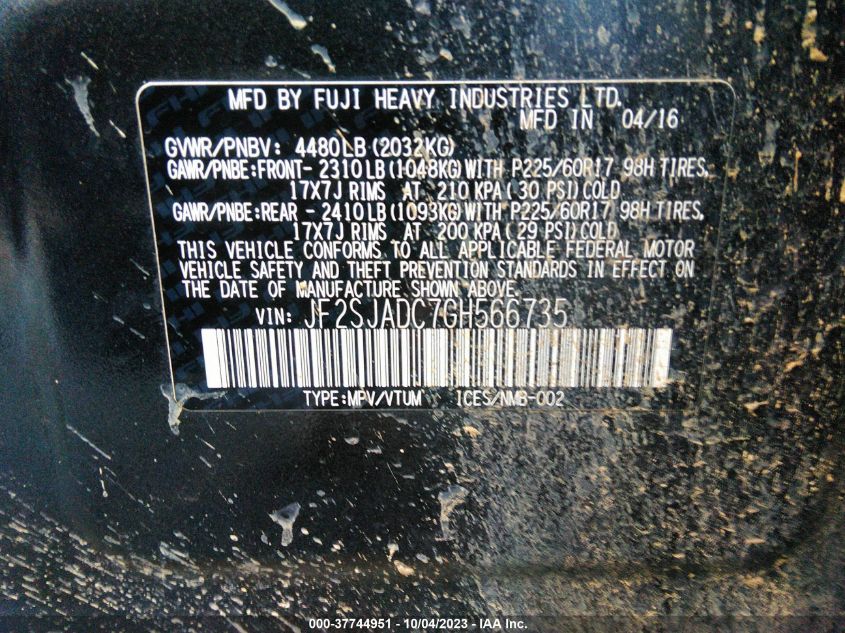 MFD BY FUJI HEAVY INDUSTRIES LTD.
MFD IN 04/16
GVWR/PNBV: 4480LB(2032KG)
GAWR/PNBE:FRONT- 2310LB(1048KG)WITH P225/60R17 98H TIRES,
17X7J RIMS AT 210 KPA(30 PSI)COLD
GAWR/PNBE:REAR - 2410LB(1093KG)WITH P225/60R17 98H TIRES,
17X7J RIMS AT 200 KPA(29 PSI)COLD
THIS VEHICLE CONFORMS TO ALL APPLICABLE FEDERAL MOTOR
VEHICLE SAFETY AND THEFT PREVENTION STANDARDS IN EFFECT ON
THE DATE OF MANUFACTURE SHOWN ABOVE.
VIN: JF2SJADC7GH566735
TYPE:MPV/VTUM ICES/NMB-002
000-37744951 - 10/04/2023 - IAA Inc.